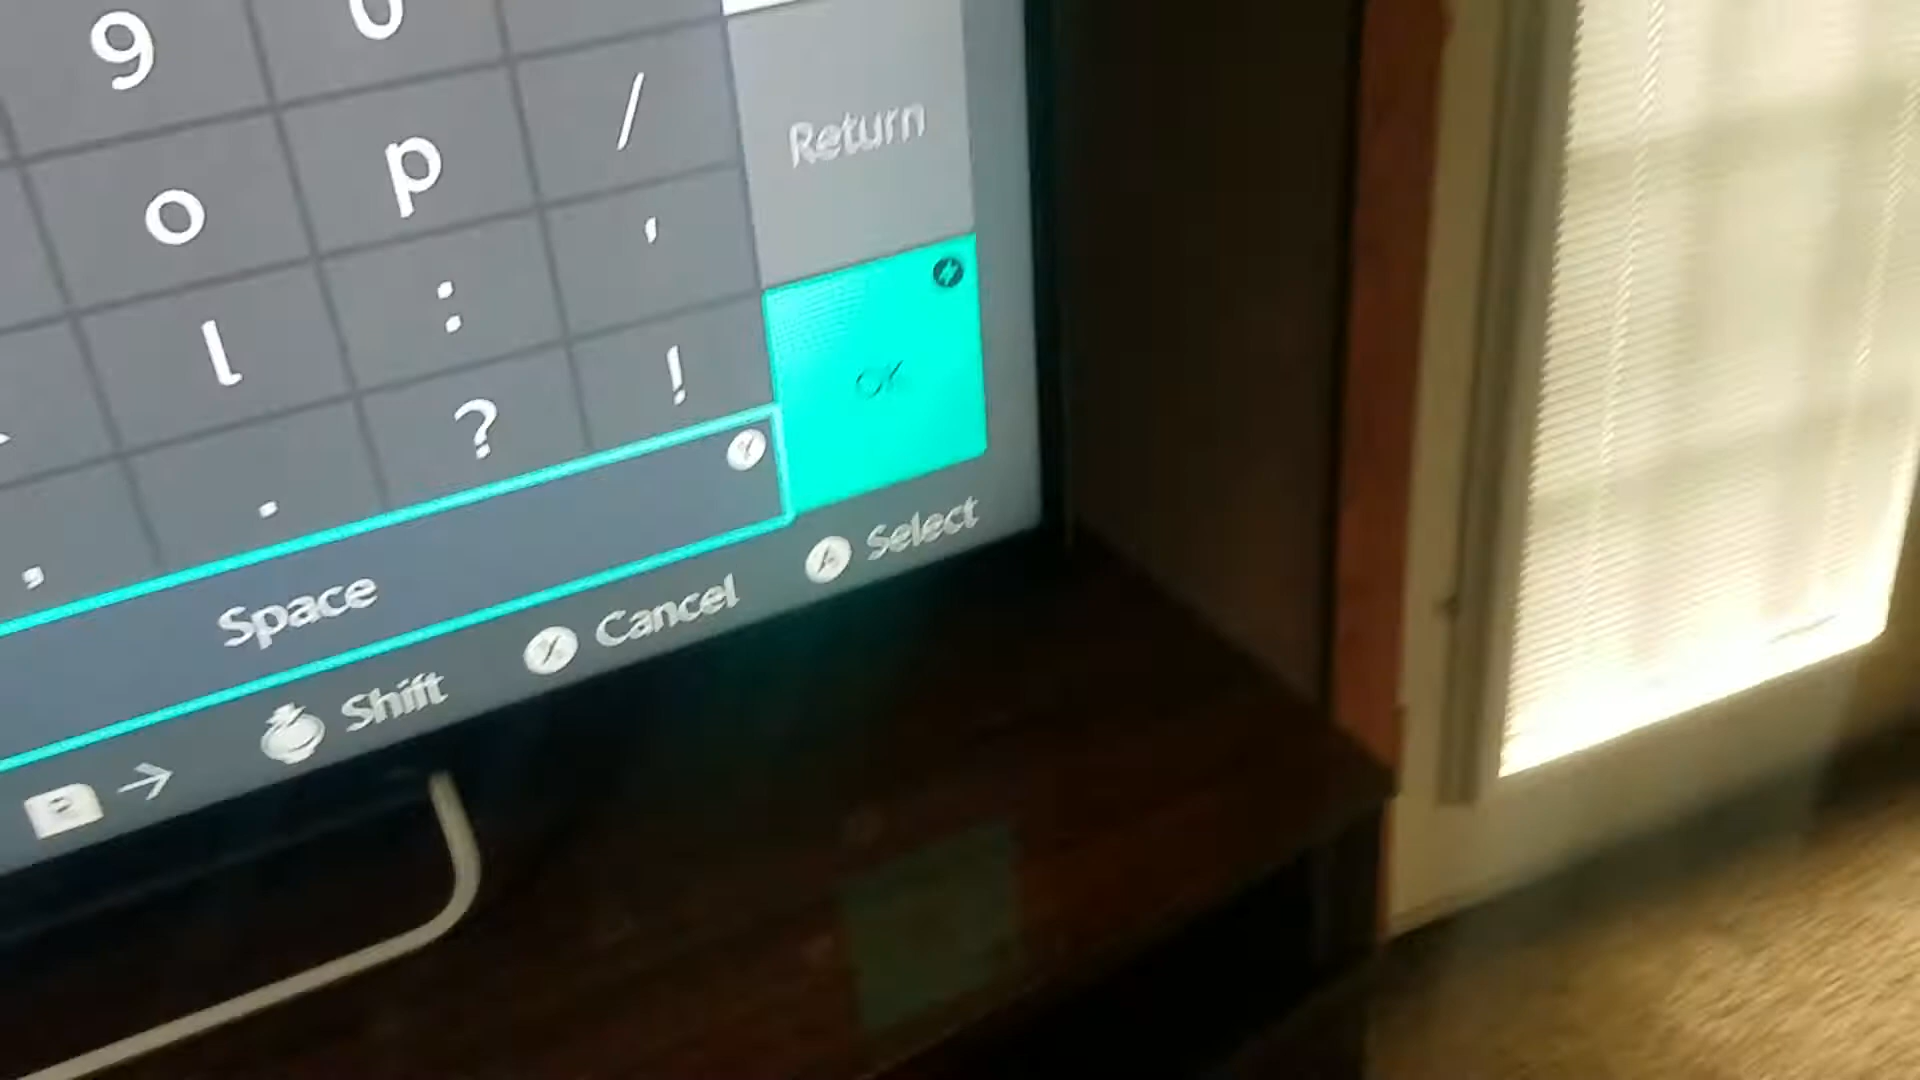 9 0
o p / Return
l : '
, . ? ! OK
Space Y
Shift X Cancel A Select